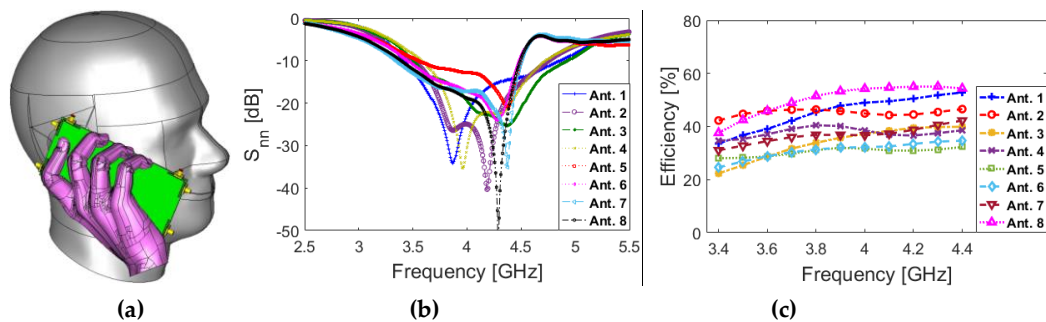 0
-10
-20
-30
-40
-50
S_nn [dB]
2.5 3 3.5 4 4.5 5 5.5
Frequency [GHz]
Ant. 1
Ant. 2
Ant. 3
Ant. 4
Ant. 5
Ant. 6
Ant. 7
Ant. 8
80
60
40
20
0
Efficiency [%]
3.4 3.6 3.8 4 4.2 4.4
Frequency [GHz]
Ant. 1
Ant. 2
Ant. 3
Ant. 4
Ant. 5
Ant. 6
Ant. 7
Ant. 8
(a) (b) (c)